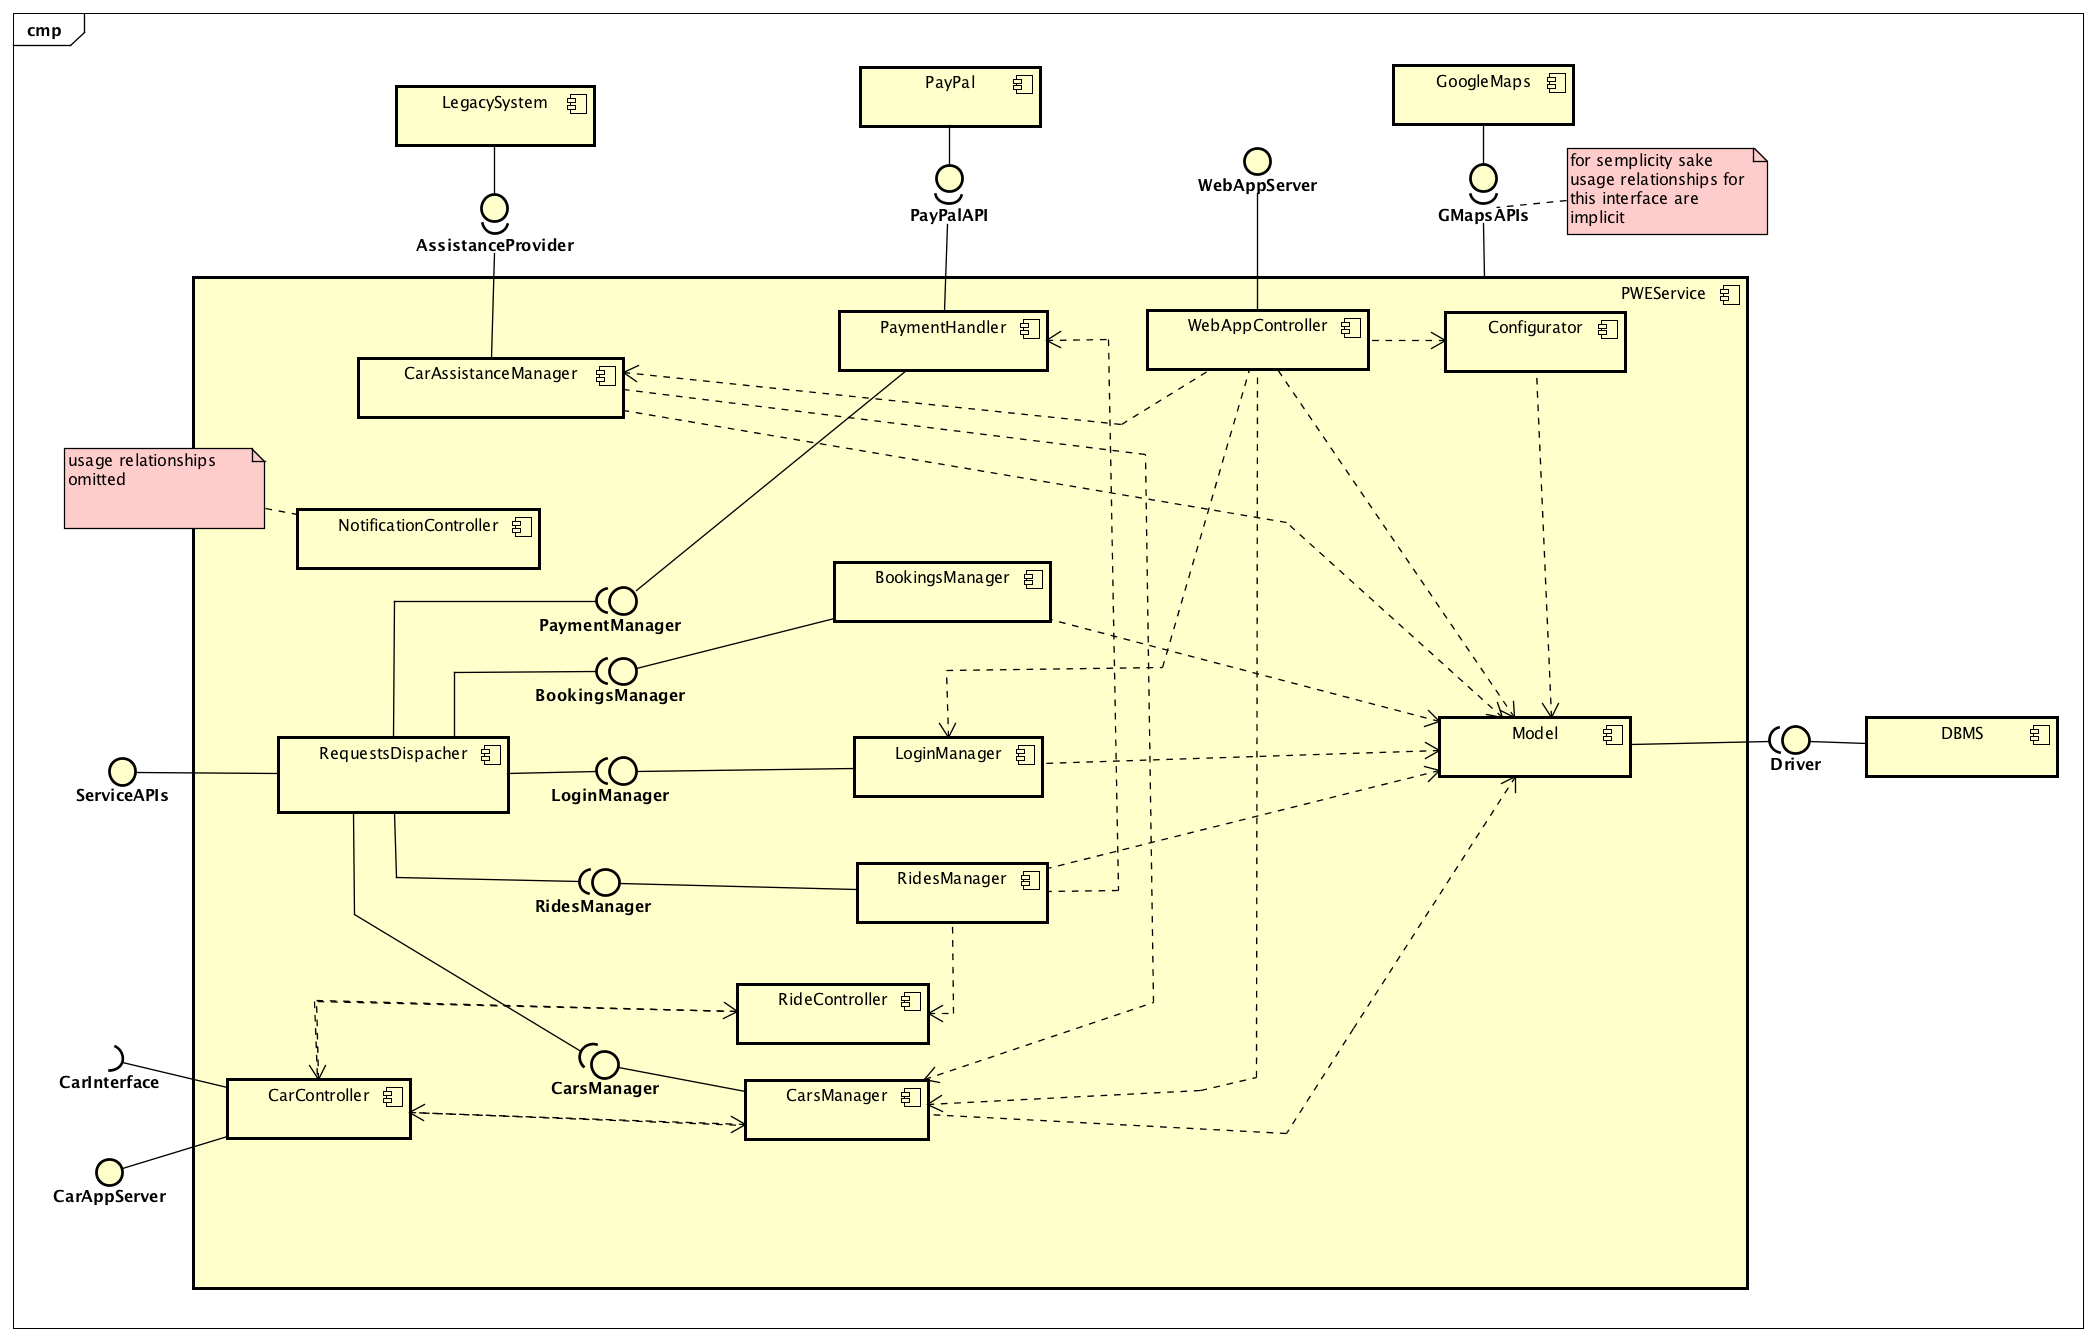 cmp
LegacySystem
PayPal
GoogleMaps
for semplicity sake
usage relationships for
this interface are
implicit
WebAppServer
PayPalAPI
GMapsAPIs
AssistanceProvider
PWEService
PaymentHandler
WebAppController
Configurator
CarAssistanceManager
usage relationships
omitted
NotificationController
BookingsManager
PaymentManager
BookingsManager
RequestsDispacher
LoginManager
Model
DBMS
ServiceAPIs
LoginManager
Driver
RidesManager
RidesManager
RideController
CarInterface
CarController
CarsManager
CarsManager
CarAppServer